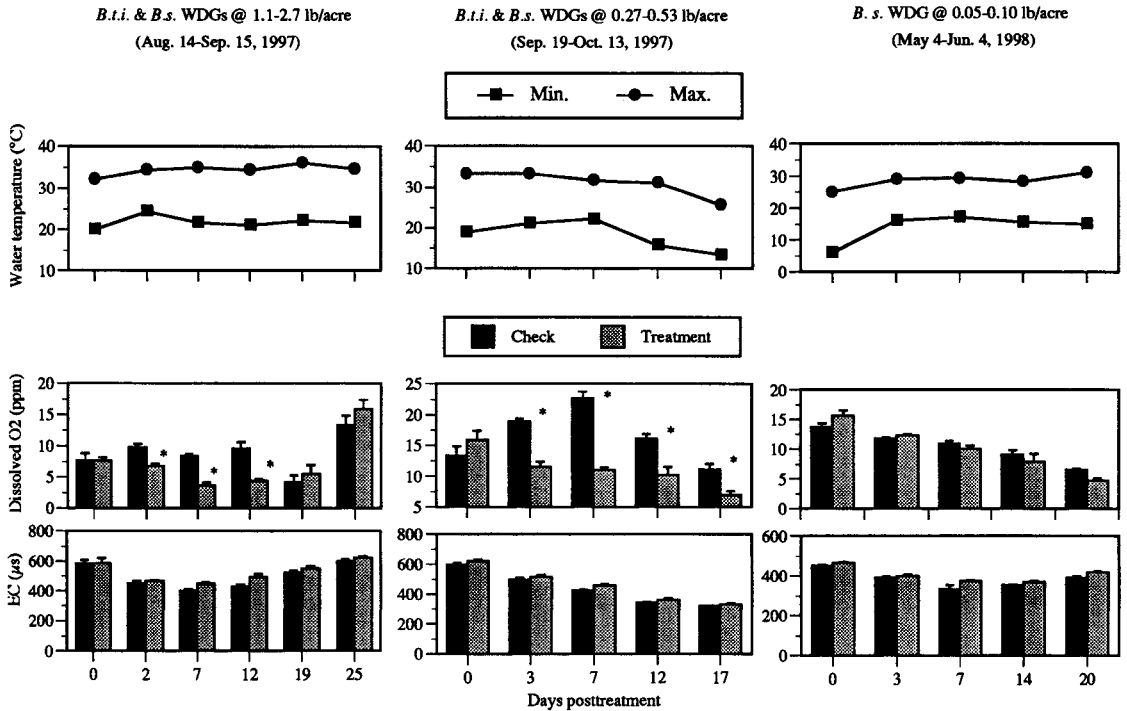 B.t.i. & B.s. WDGs @ 1.1-2.7 lb/acre
(Aug. 14-Sep. 15, 1997)
B.t.i. & B.s. WDGs @ 0.27-0.53 lb/acre
(Sep. 19-Oct. 13, 1997)
B. s. WDG @ 0.05-0.10 lb/acre
(May 4-Jun. 4, 1998)
Min. Max.
Water temperature (°C)
40
30
20
10
40
30
20
10
40
30
20
10
0
Check Treatment
Dissolved O2 (ppm)
20
15
10
5
0
* * *
25
20
15
10
5
* * * *
20
15
10
5
0
EC (µs)
800
600
400
200
0
0 2 7 12 19 25
800
600
400
200
0
0 3 7 12 17
600
400
200
0
0 3 7 14 20
Days posttreatment